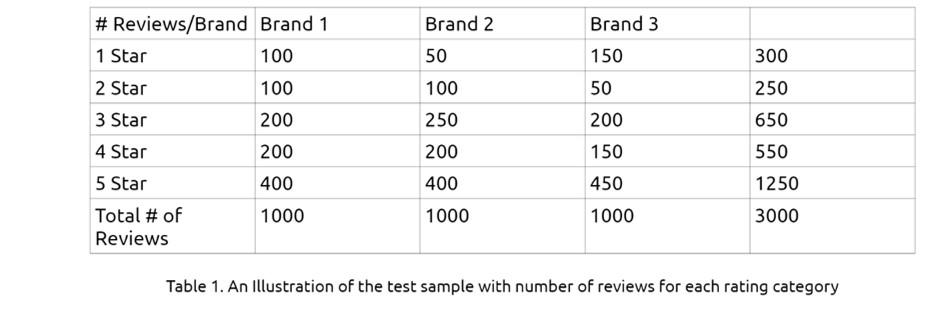 # Reviews/Brand Brand 1 Brand 2 Brand 3
1 Star 100 50 150 300
2 Star 100 100 50 250
3 Star 200 250 200 650
4 Star 200 200 150 550
5 Star 400 400 450 1250
Total # of 1000 1000 1000 3000
Reviews
Table 1. An Illustration of the test sample with number of reviews for each rating category